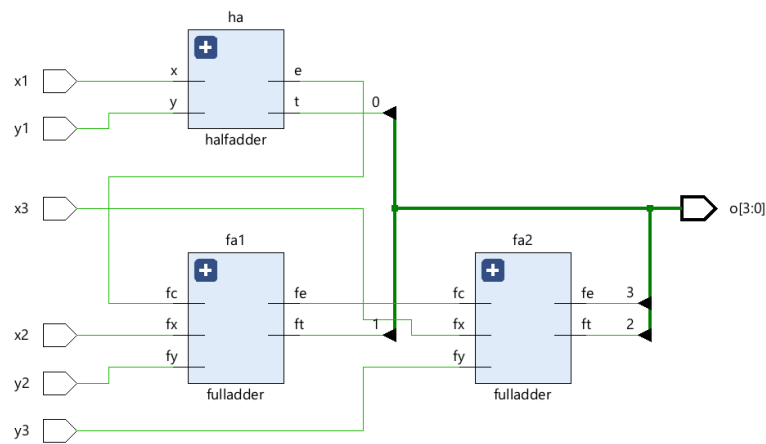 ha
x1
x
e
y
t
0
y1
halfadder
x3
o[3:0]
fa1
fa2
fc
fe
fc
fe
3
x2
fx
ft
1
fx
ft
2
fy
fy
y2
fulladder
fulladder
y3